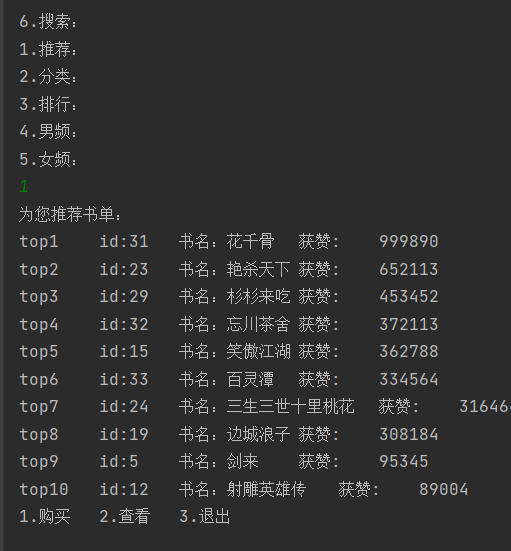 6.搜索:
1.推荐:
2.分类:
3.排行:
4.男频:
5.女频:
1
为您推荐书单:
top1 id:31 书名: 花千骨 获赞: 999890
top2 id:23 书名: 艳杀天下 获赞: 652113
top3 id:29 书名: 杉杉来吃 获赞: 453452
top4 id:32 书名: 忘川茶舍 获赞: 372113
top5 id:15 书名: 笑傲江湖 获赞: 362788
top6 id:33 书名: 百灵潭 获赞: 334564
top7 id:24 书名: 三生三世十里桃花 获赞:
top8 id:19 书名: 边城浪子 获赞: 308184
top9 id:5 书名: 剑来 获赞: 95345
top10 id:12 书名: 射雕英雄传 获赞: 89004
1.购买 2.查看 3.退出